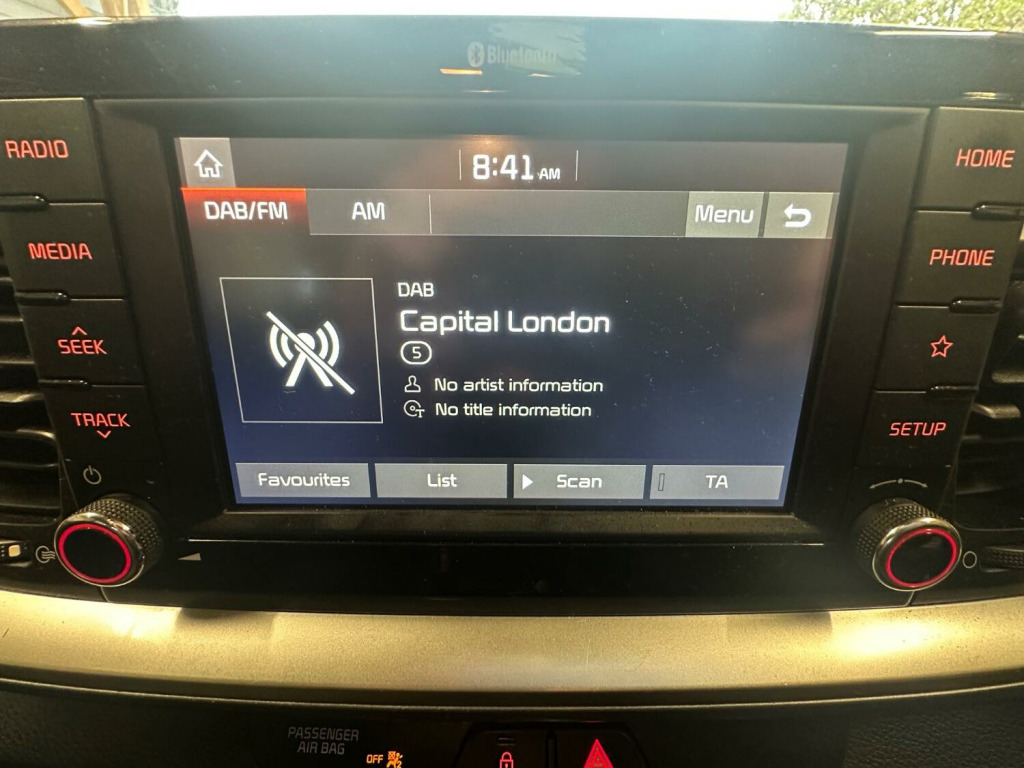 Bluetooth
RADIO
8:41 AM
HOME
DAB/FM AM Menu
MEDIA
PHONE
DAB
Capital London
5
SEEK
No artist information
No title information
TRACK
SETUP
Favourites List Scan TA
PASSENGER
AIR BAG
OFF